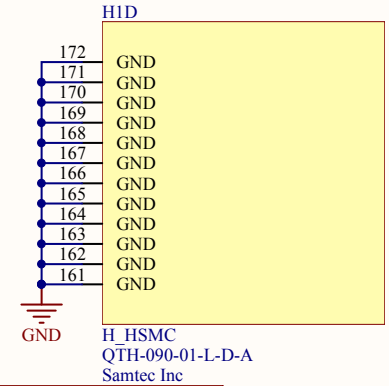 H1D
172 GND
171 GND
170 GND
169 GND
168 GND
167 GND
166 GND
165 GND
164 GND
163 GND
162 GND
161 GND
GND
H_HSMC
QTH-090-01-L-D-A
Samtec Inc